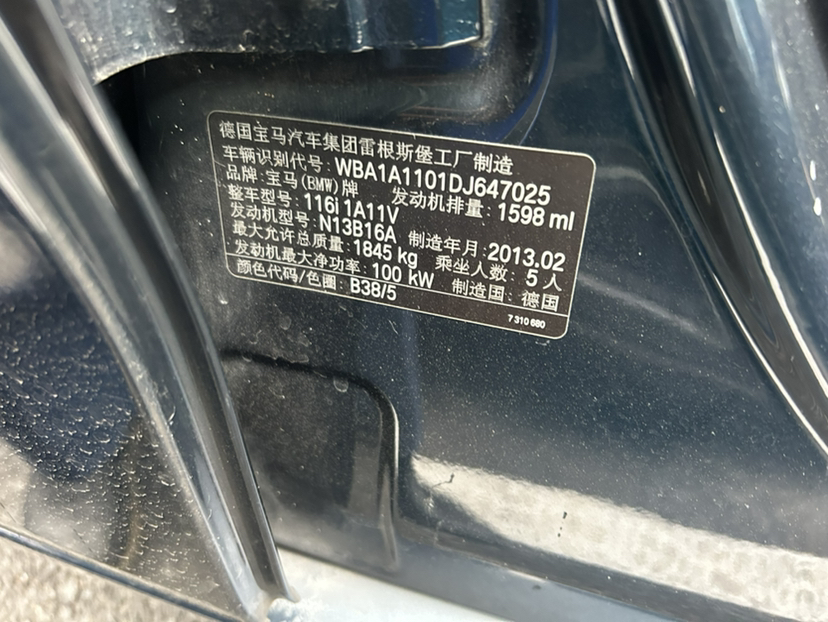 德国宝马汽车集团雷根斯堡工厂制造
车辆识别代号: WBA1A1101DJ647025
品牌: 宝马(BMW)牌 发动机排量: 1598 ml
整车型号: 116i 1A11V
发动机型号: N13B16A 制造年月: 2013.02
最大允许总质量: 1845 kg 乘坐人数: 5 人
发动机最大净功率: 100 kW 制造国: 德国
颜色代码/色圈: B38/5
7 310 680